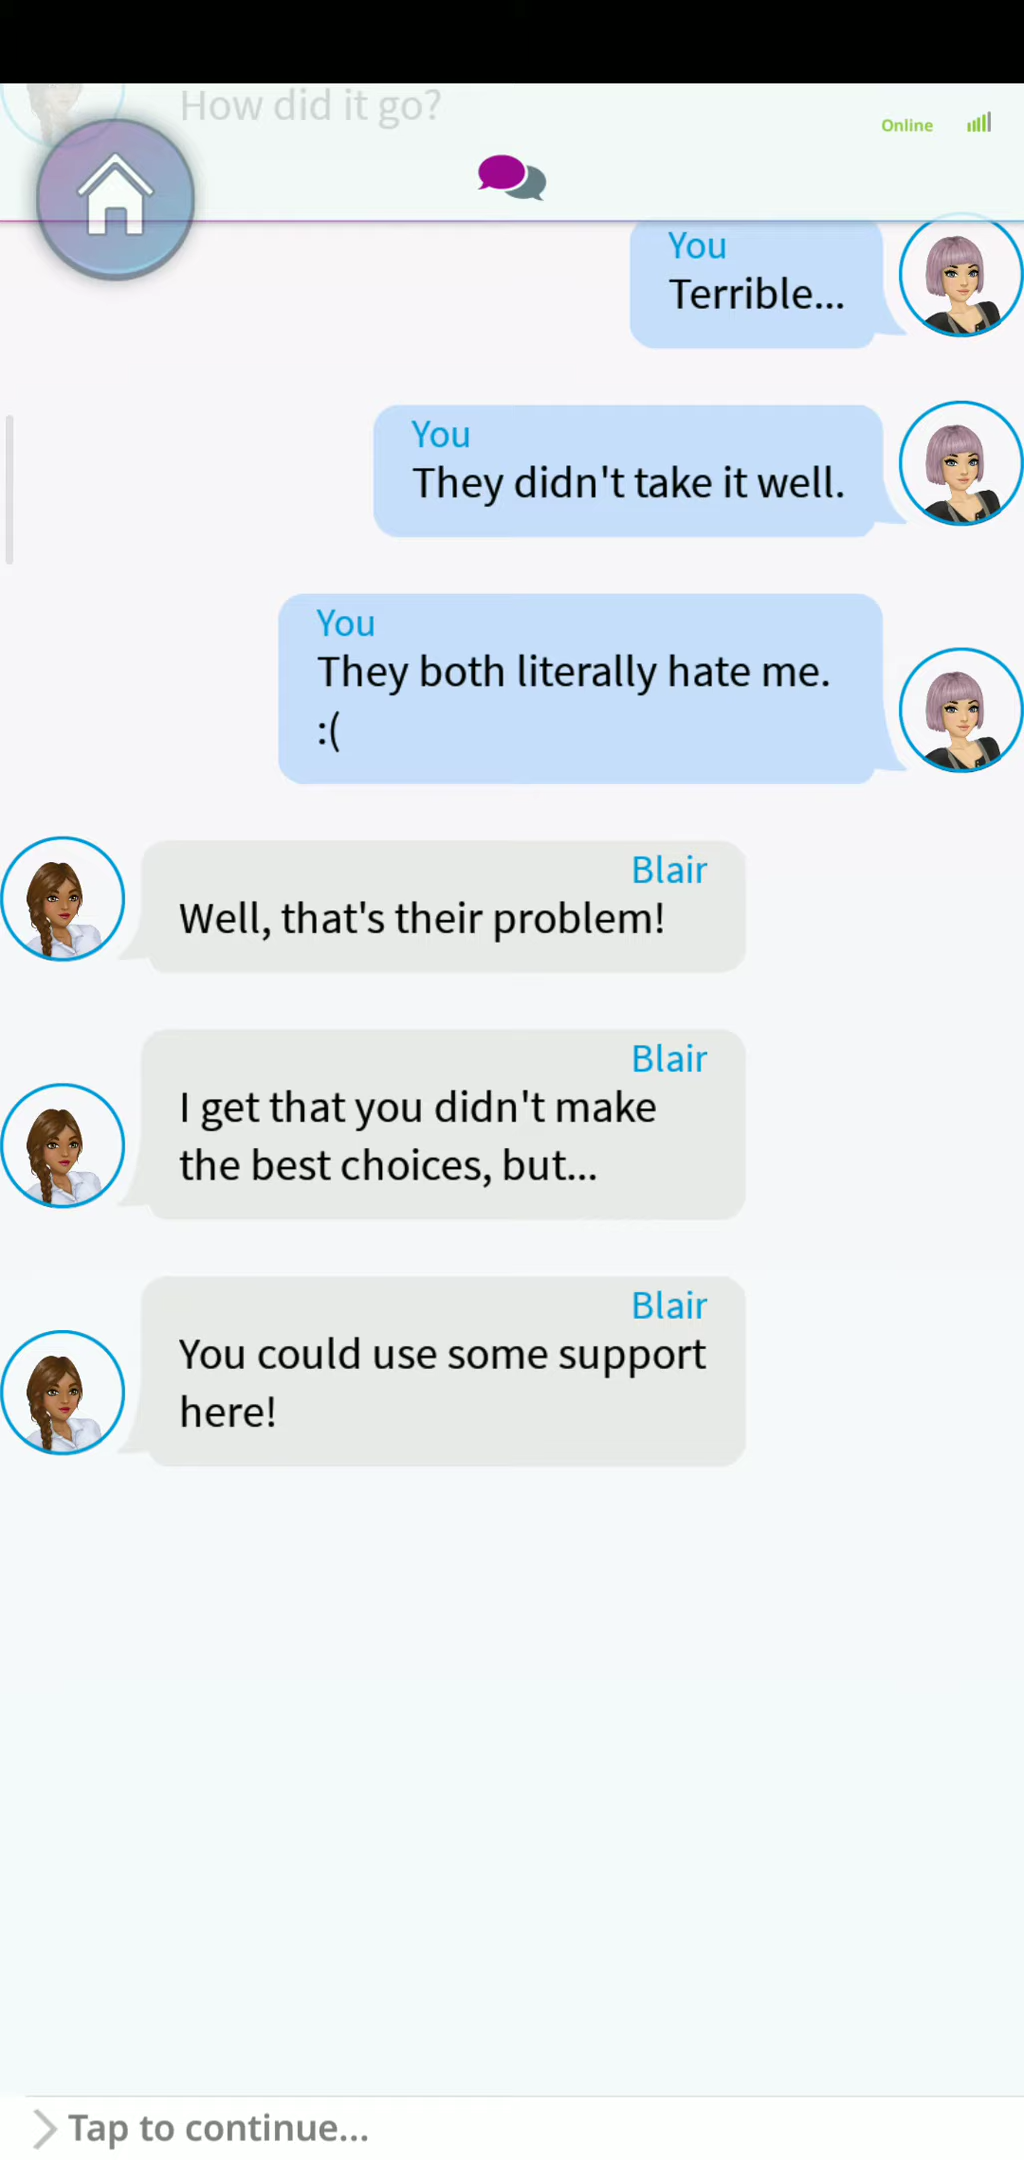 How did it go?
Online
You
Terrible...
You
They didn't take it well.
You
They both literally hate me.
:(
Blair
Well, that's their problem!
Blair
I get that you didn't make
the best choices, but...
Blair
You could use some support
here!
Tap to continue...